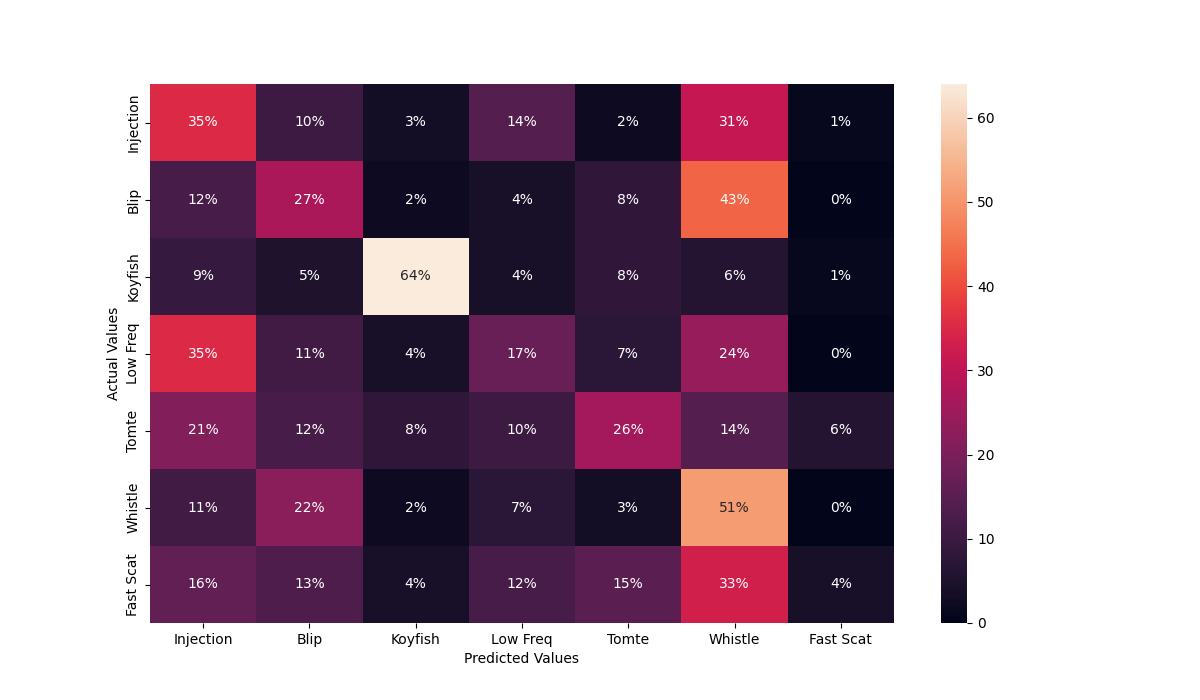 Actual Values
Injection 35% 10% 3% 14% 2% 31% 1%
Blip 12% 27% 2% 4% 8% 43% 0%
Koyfish 9% 5% 64% 4% 8% 6% 1%
Low Freq 35% 11% 4% 17% 7% 24% 0%
Tomte 21% 12% 8% 10% 26% 14% 6%
Whistle 11% 22% 2% 7% 3% 51% 0%
Fast Scat 16% 13% 4% 12% 15% 33% 4%
Injection Blip Koyfish Low Freq Tomte Whistle Fast Scat
Predicted Values
60
50
40
30
20
10
0